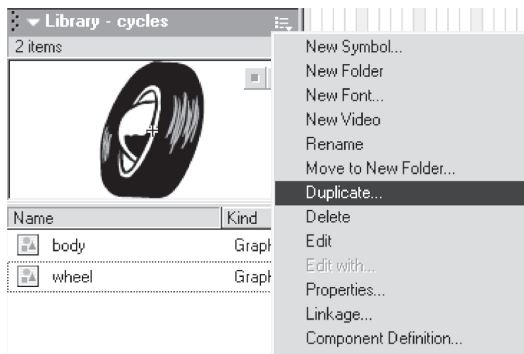 Library - cycles
2 items
Name Kind
body Graph
wheel Graph
New Symbol...
New Folder
New Font...
New Video
Rename
Move to New Folder...
Duplicate...
Delete
Edit
Edit with...
Properties...
Linkage...
Component Definition...